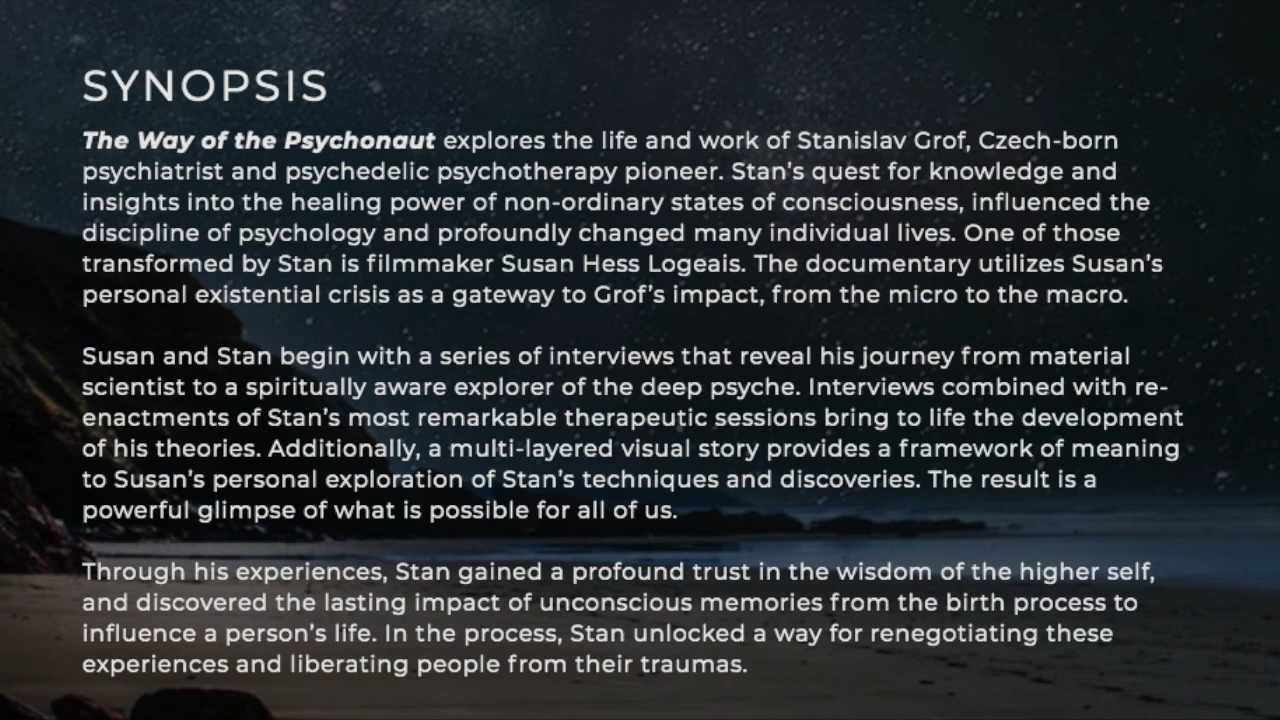 SYNOPSIS
The Way of the Psychonaut explores the life and work of Stanislav Grof, Czech-born
psychiatrist and psychedelic psychotherapy pioneer. Stan's quest for knowledge and
insights into the healing power of non-ordinary states of consciousness, influenced the
discipline of psychology and profoundly changed many individual lives. One of those
transformed by Stan is filmmaker Susan Hess Logeais. The documentary utilizes Susan's
personal existential crisis as a gateway to Grof's impact, from the micro to the macro.
Susan and Stan begin with a series of interviews that reveal his journey from material
scientist to a spiritually aware explorer of the deep psyche. Interviews combined with re-
enactments of Stan's most remarkable therapeutic sessions bring to life the development
of his theories. Additionally, a multi-layered visual story provides a framework of meaning
to Susan's personal exploration of Stan's techniques and discoveries. The result is a
powerful glimpse of what is possible for all of us.
Through his experiences, Stan gained a profound trust in the wisdom of the higher self,
and discovered the lasting impact of unconscious memories from the birth process to
influence a person's life. In the process, Stan unlocked a way for renegotiating these
experiences and liberating people from their traumas.